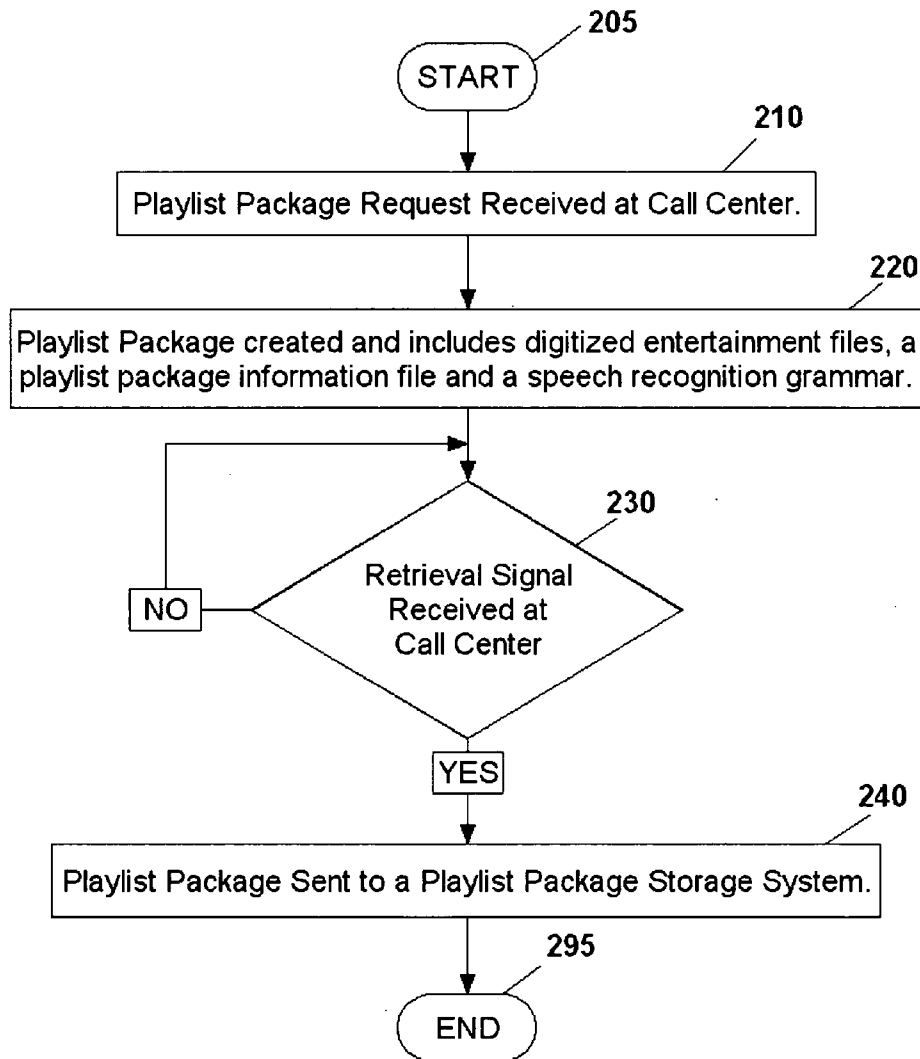 205
START
210
Playlist Package Request Received at Call Center.
220
Playlist Package created and includes digitized entertainment files, a
playlist package information file and a speech recognition grammar.
230
Retrieval Signal
Received at
Call Center
NO
YES
240
Playlist Package Sent to a Playlist Package Storage System.
295
END